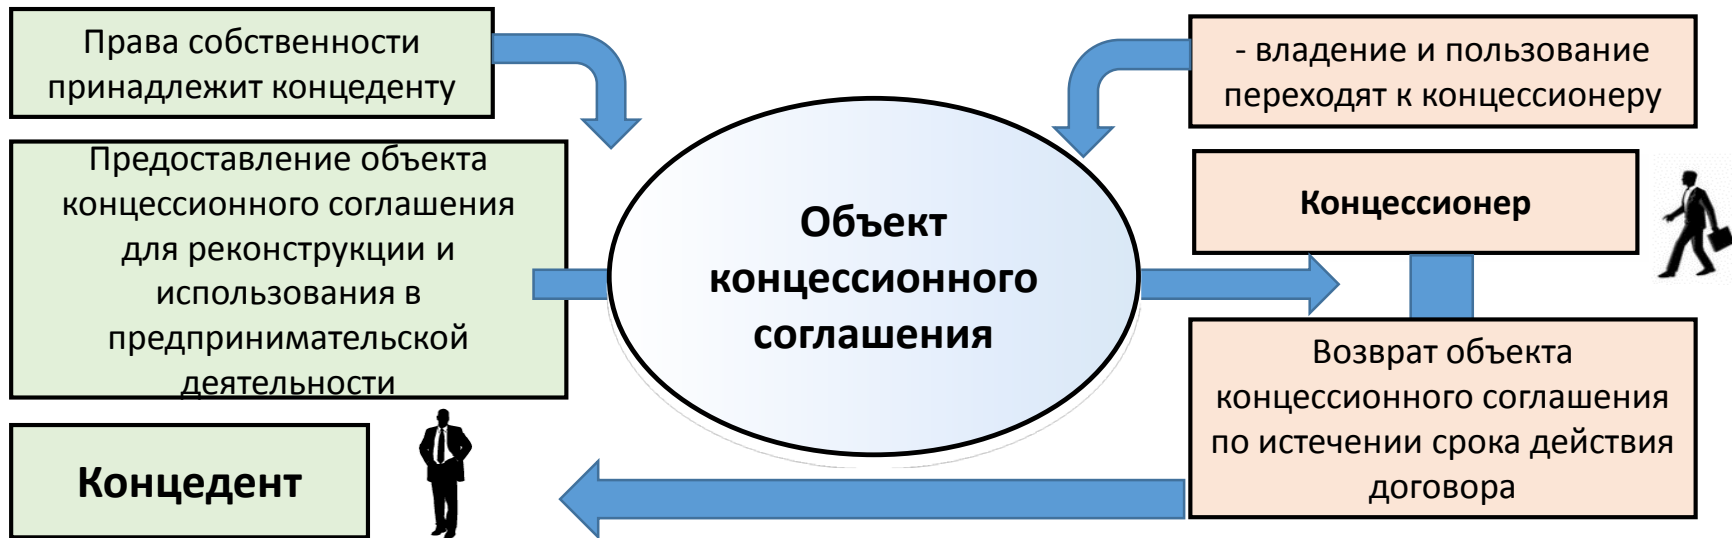 Права собственности
принадлежит концеденту
Предоставление объекта
концессионного соглашения
для реконструкции и
использования в
предпринимательской
деятельности
Концедент
Объект
концессионного
соглашения
- владение и пользование
переходят к концессионеру
Концессионер
Возврат объекта
концессионного соглашения
по истечении срока действия
договора